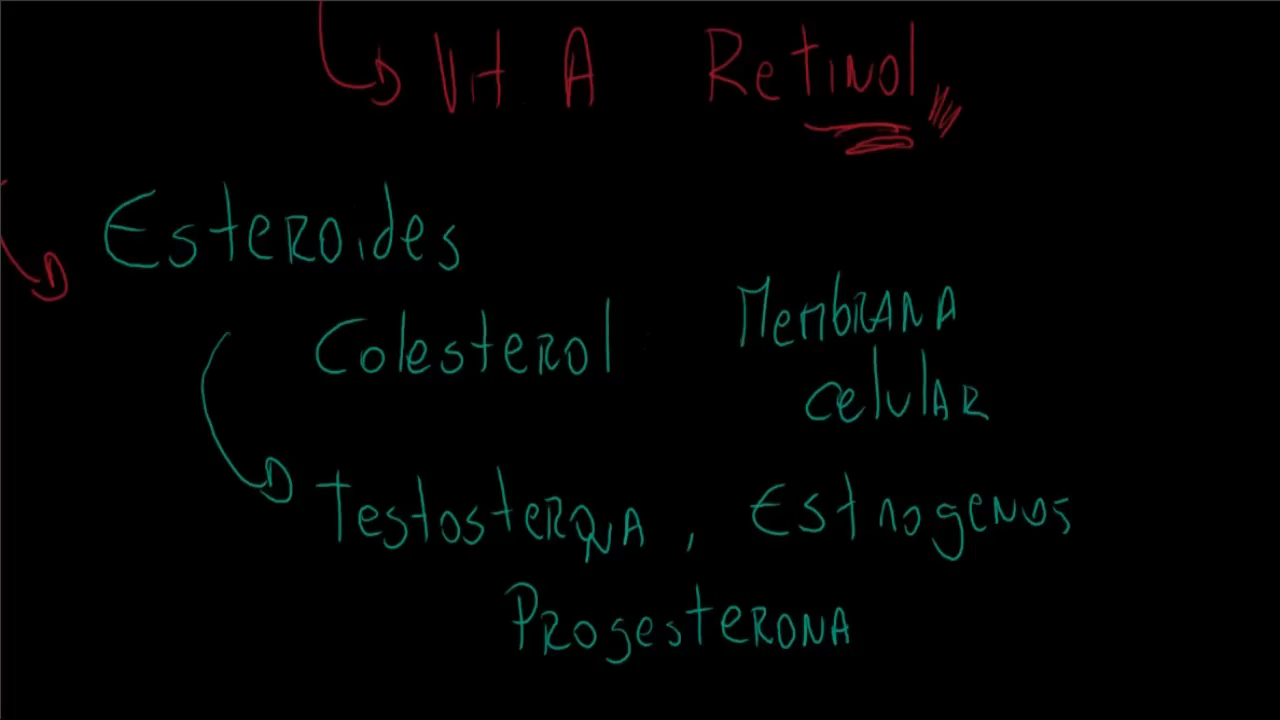 Vit A Retinol
Esteroides
Colesterol
Membrana
celular
Testosterona, Estrogenos
Progesterona